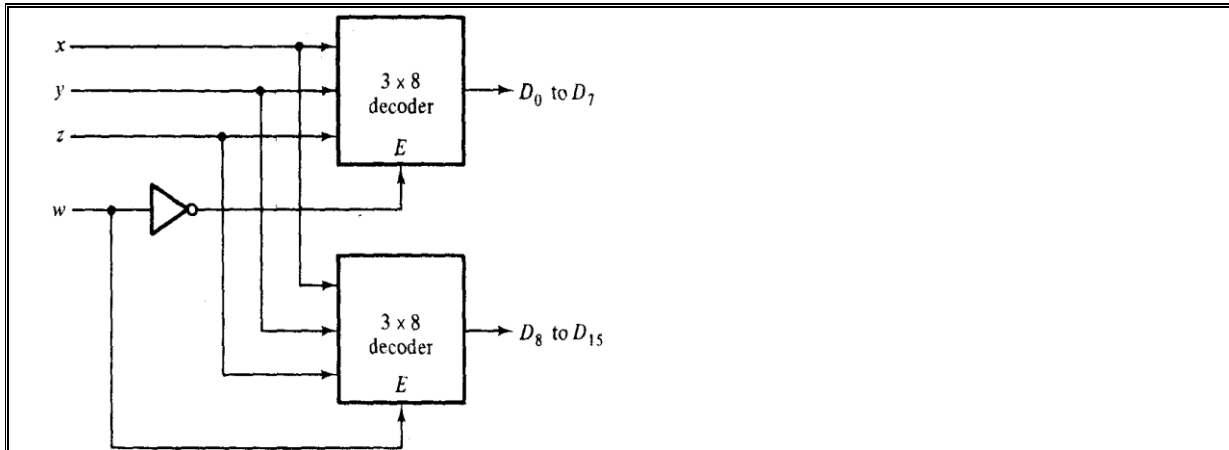 x
y
z
w
3 × 8
decoder
E
D₀ to D₇
3 × 8
decoder
E
D₈ to D₁₅